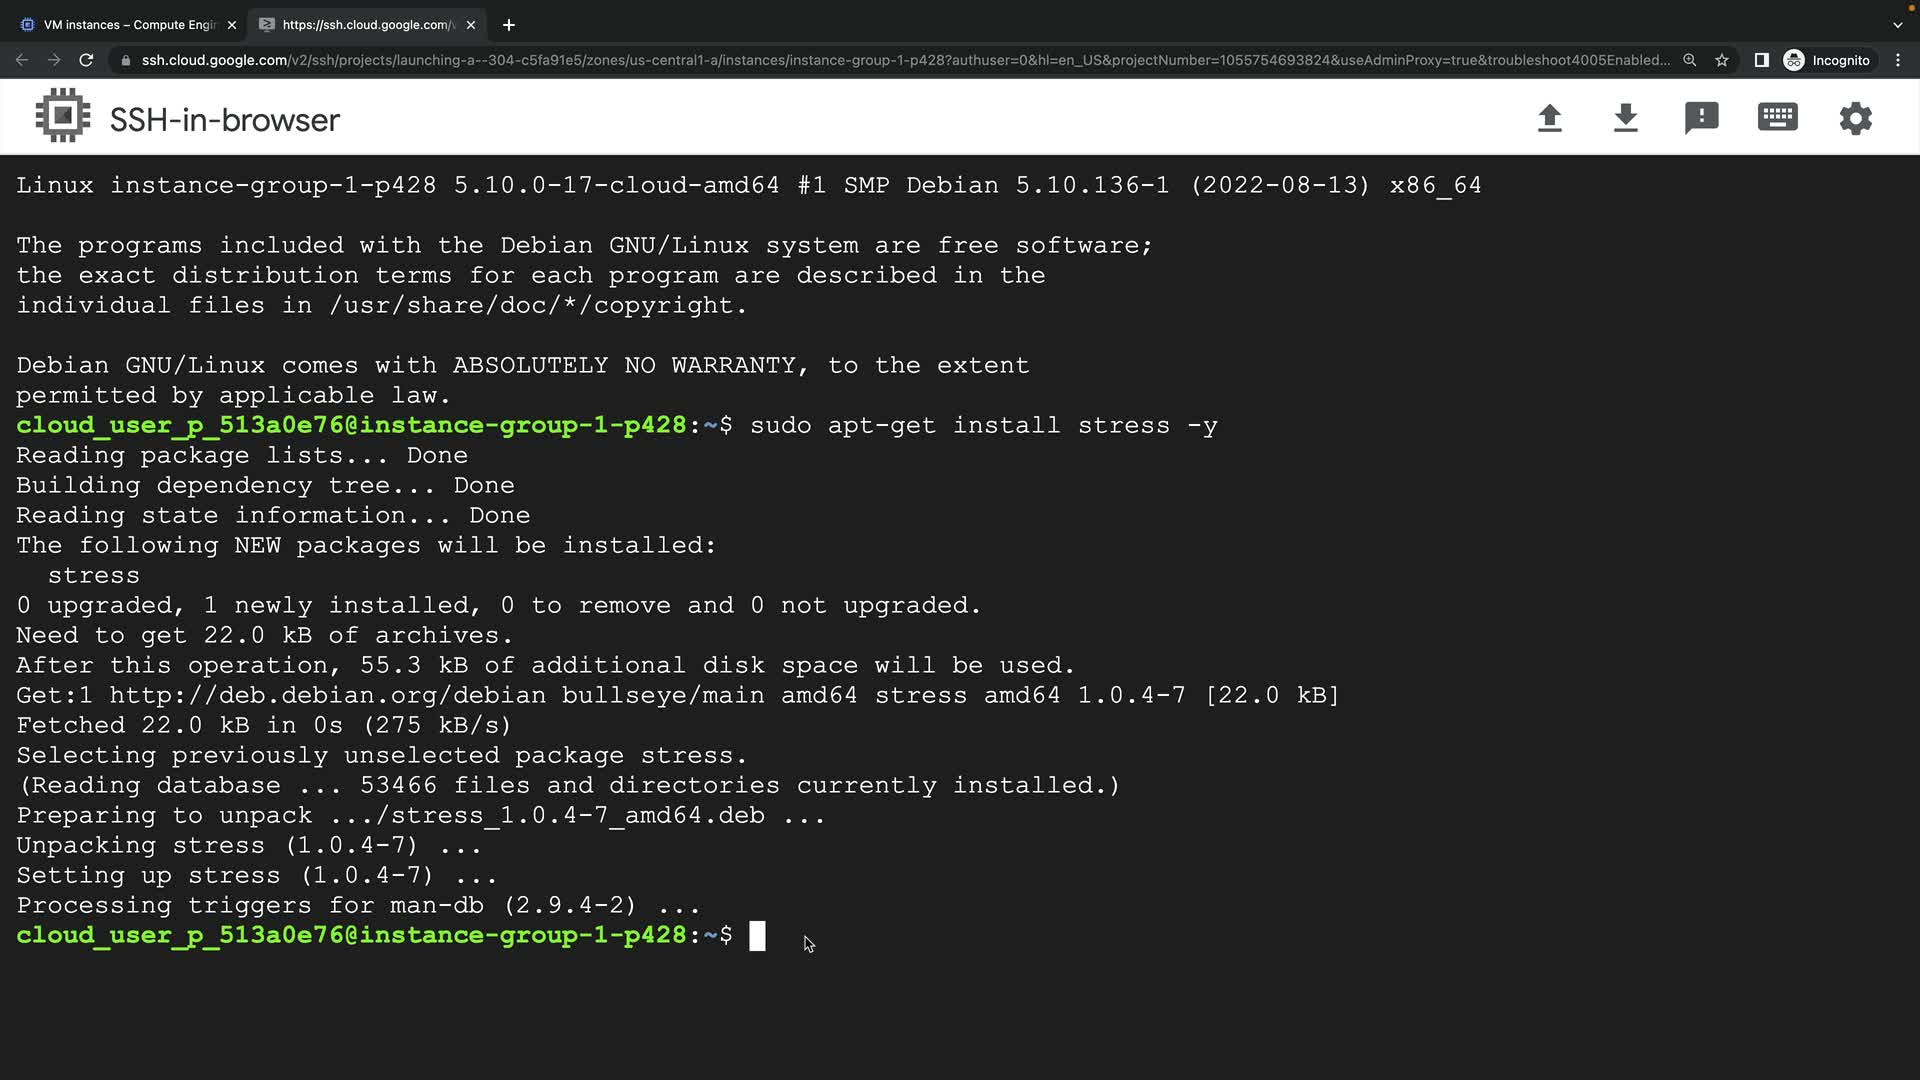 VM instances – Compute Engin
https://ssh.cloud.google.com/v
ssh.cloud.google.com/v2/ssh/projects/launching-a--304-c5fa91e5/zones/us-central1-a/instances/instance-group-1-p428?authuser=0&hl=en_US&projectNumber=1055754693824&useAdminProxy=true&troubleshoot4005Enabled...
Incognito
SSH-in-browser
Linux instance-group-1-p428 5.10.0-17-cloud-amd64 #1 SMP Debian 5.10.136-1 (2022-08-13) x86_64
The programs included with the Debian GNU/Linux system are free software;
the exact distribution terms for each program are described in the
individual files in /usr/share/doc/*/copyright.
Debian GNU/Linux comes with ABSOLUTELY NO WARRANTY, to the extent
permitted by applicable law.
cloud_user_p_513a0e76@instance-group-1-p428:~$ sudo apt-get install stress -y
Reading package lists... Done
Building dependency tree... Done
Reading state information... Done
The following NEW packages will be installed:
  stress
0 upgraded, 1 newly installed, 0 to remove and 0 not upgraded.
Need to get 22.0 kB of archives.
After this operation, 55.3 kB of additional disk space will be used.
Get:1 http://deb.debian.org/debian bullseye/main amd64 stress amd64 1.0.4-7 [22.0 kB]
Fetched 22.0 kB in 0s (275 kB/s)
Selecting previously unselected package stress.
(Reading database ... 53466 files and directories currently installed.)
Preparing to unpack .../stress_1.0.4-7_amd64.deb ...
Unpacking stress (1.0.4-7) ...
Setting up stress (1.0.4-7) ...
Processing triggers for man-db (2.9.4-2) ...
cloud_user_p_513a0e76@instance-group-1-p428:~$